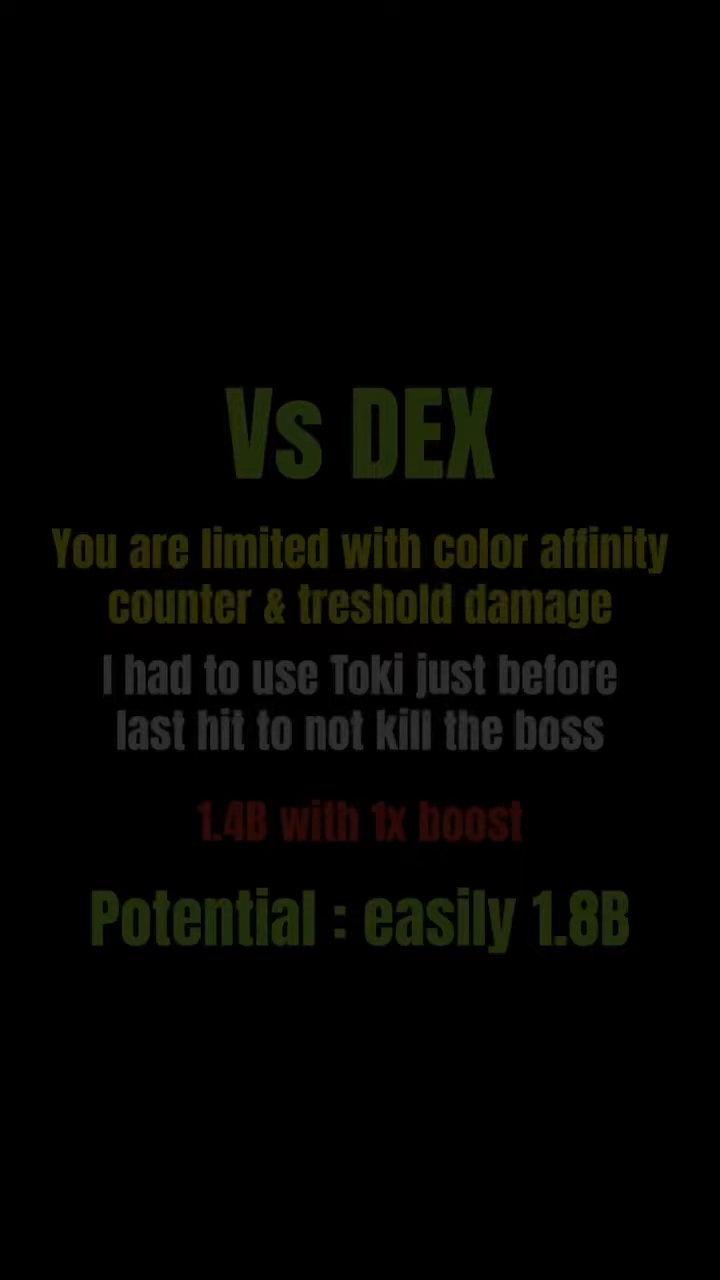 Vs DEX
You are limited with color affinity
counter & treshold damage
I had to use Toki just before
last hit to not kill the boss
1.4B with 1x boost
Potential : easily 1.8B